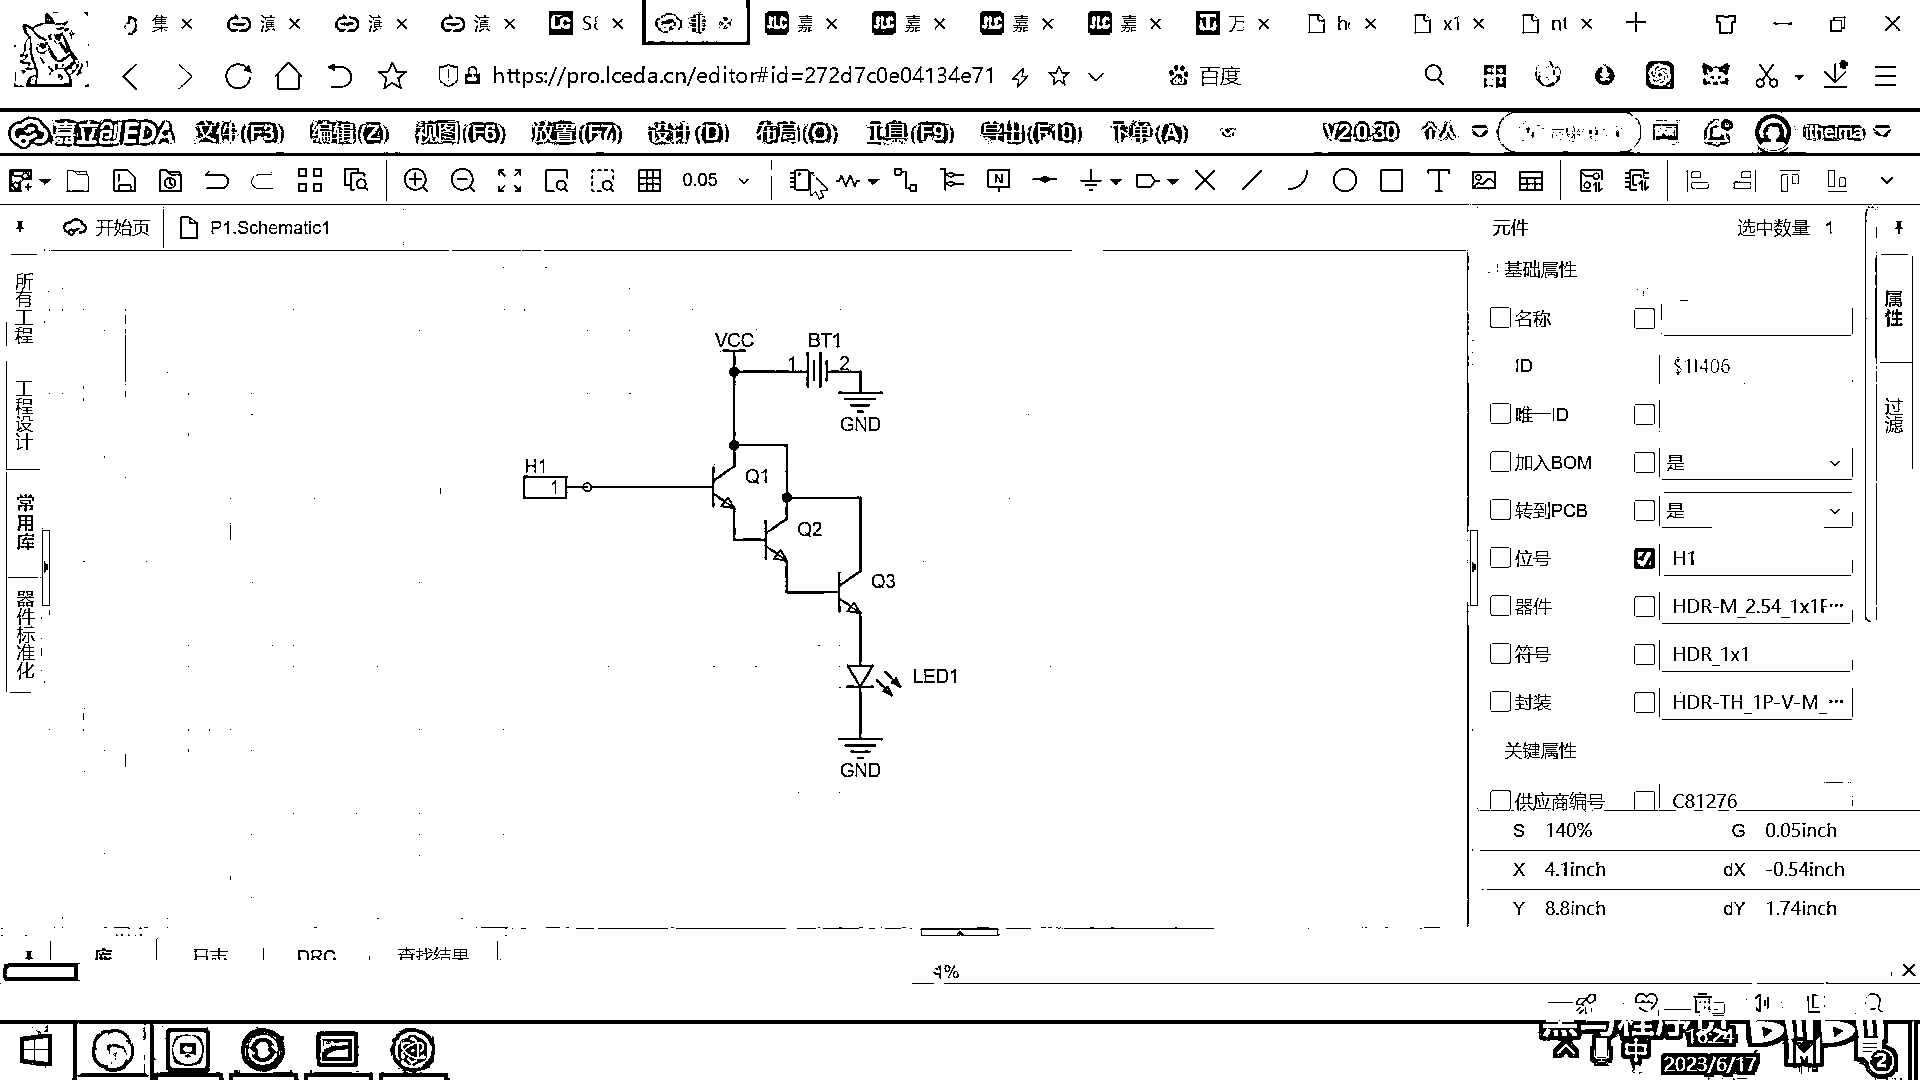 集
演
演
演
嘉
嘉
嘉
嘉
万
x1
nt
https://pro.lceda.cn/editor#id=272d7c0e04134e71
百度
嘉立创EDA 文件(F3) 编辑(Z) 视图(F6) 放置(F7) 设计(D) 布局(O) 工具(F9) 导出(F10) 下单(A) V2.0.30 个人 itheima
0.05
开始页 P1.Schematic1
元件 选中数量 1
所有工程
工程设计
常用库
器件标准化
属性
过滤
基础属性
名称
ID $1I406
唯一ID
加入BOM 是
转到PCB 是
位号 H1
器件 HDR-M_2.54_1x1P...
符号 HDR_1x1
封装 HDR-TH_1P-V-M_...
关键属性
供应商编号 C81276
S 140% G 0.05inch
X 4.1inch dX -0.54inch
Y 8.8inch dY 1.74inch
VCC BT1
1 2
GND
H1
1
Q1
Q2
Q3
LED1
GND
库 日志 DRC 查找结果
中
16:24
2023/6/17
2